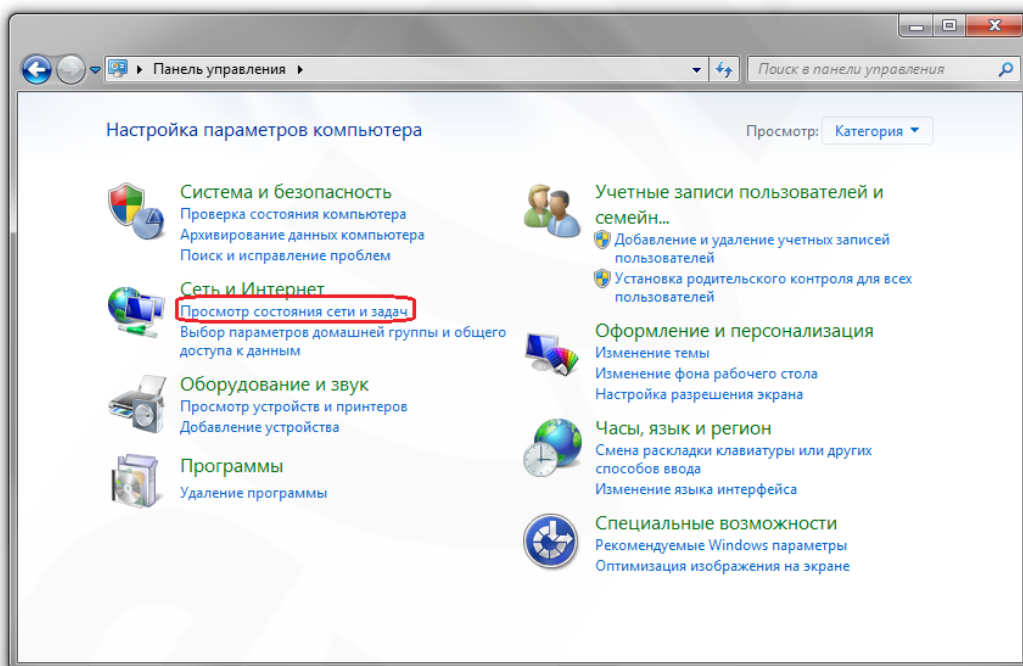 Панель управления
Поиск в панели управления
Настройка параметров компьютера
Просмотр: Категория
Система и безопасность
Проверка состояния компьютера
Архивирование данных компьютера
Поиск и исправление проблем
Сеть и Интернет
Просмотр состояния сети и задач
Выбор параметров домашней группы и общего
доступа к данным
Оборудование и звук
Просмотр устройств и принтеров
Добавление устройства
Программы
Удаление программы
Учетные записи пользователей и
семейн...
Добавление и удаление учетных записей
пользователей
Установка родительского контроля для всех
пользователей
Оформление и персонализация
Изменение темы
Изменение фона рабочего стола
Настройка разрешения экрана
Часы, язык и регион
Смена раскладки клавиатуры или других
способов ввода
Изменение языка интерфейса
Специальные возможности
Рекомендуемые Windows параметры
Оптимизация изображения на экране